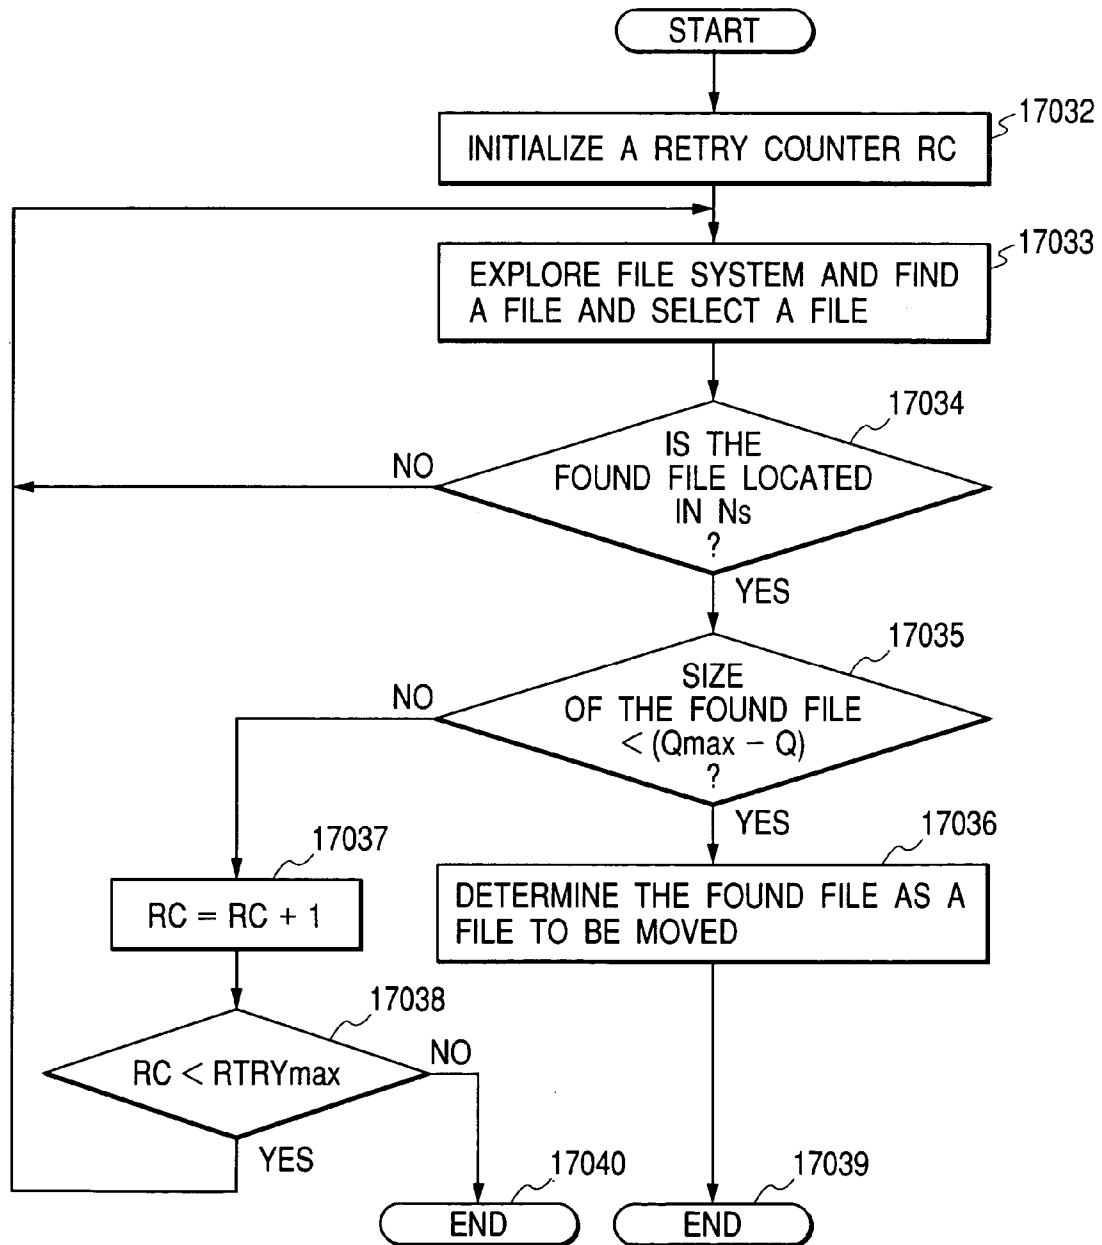 START
17032
INITIALIZE A RETRY COUNTER RC
17033
EXPLORE FILE SYSTEM AND FIND
A FILE AND SELECT A FILE
17034
IS THE
FOUND FILE LOCATED
IN Ns
?
NO
YES
17035
SIZE
OF THE FOUND FILE
< (Qmax − Q)
?
NO
YES
17036
DETERMINE THE FOUND FILE AS A
FILE TO BE MOVED
17037
RC = RC + 1
17038
RC < RTRYmax
NO
YES
17040
END
17039
END